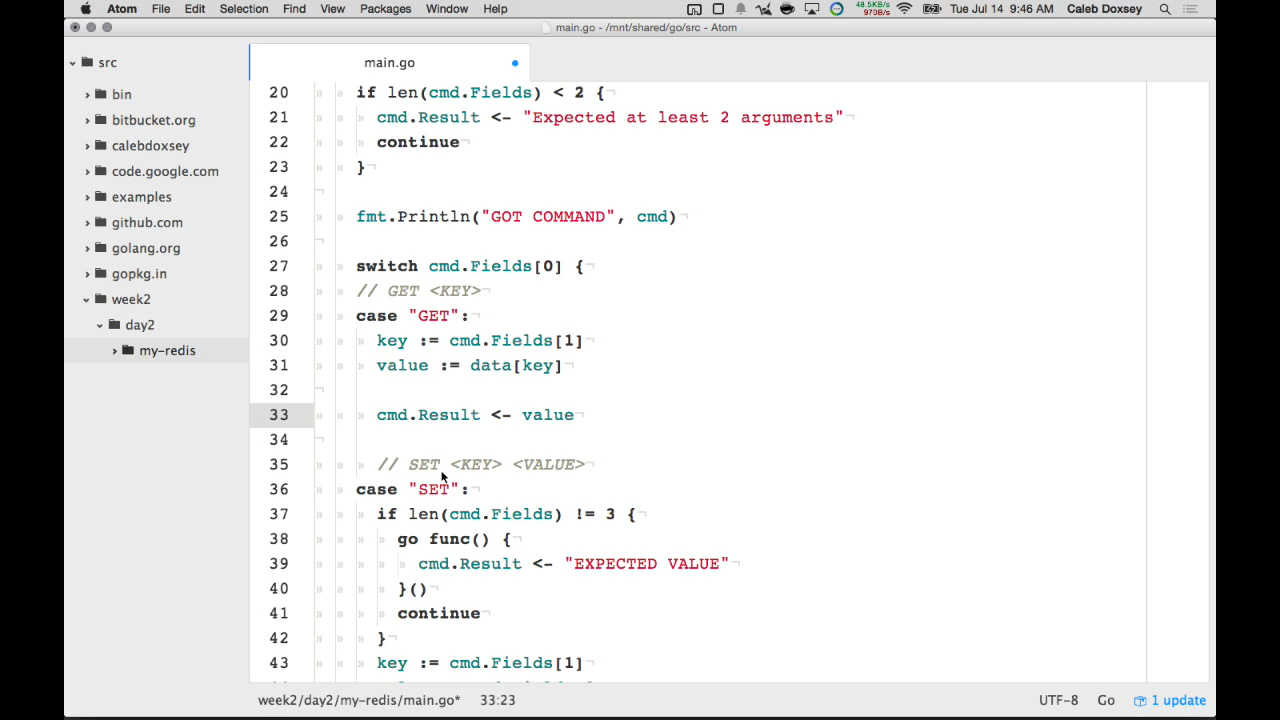 Atom File Edit Selection Find View Packages Window Help 48.5KB/s 970B/s Tue Jul 14 9:46 AM Caleb Doxsey
main.go - /mnt/shared/go/src - Atom
src
bin
bitbucket.org
calebdoxsey
code.google.com
examples
github.com
golang.org
gopkg.in
week2
day2
my-redis
main.go
20 if len(cmd.Fields) < 2 {
21 cmd.Result <- "Expected at least 2 arguments"
22 continue
23 }
24
25 fmt.Println("GOT COMMAND", cmd)
26
27 switch cmd.Fields[0] {
28 // GET <KEY>
29 case "GET":
30 key := cmd.Fields[1]
31 value := data[key]
32
33 cmd.Result <- value
34
35 // SET <KEY> <VALUE>
36 case "SET":
37 if len(cmd.Fields) != 3 {
38 go func() {
39 cmd.Result <- "EXPECTED VALUE"
40 }()
41 continue
42 }
43 key := cmd.Fields[1]
week2/day2/my-redis/main.go* 33:23 UTF-8 Go 1 update